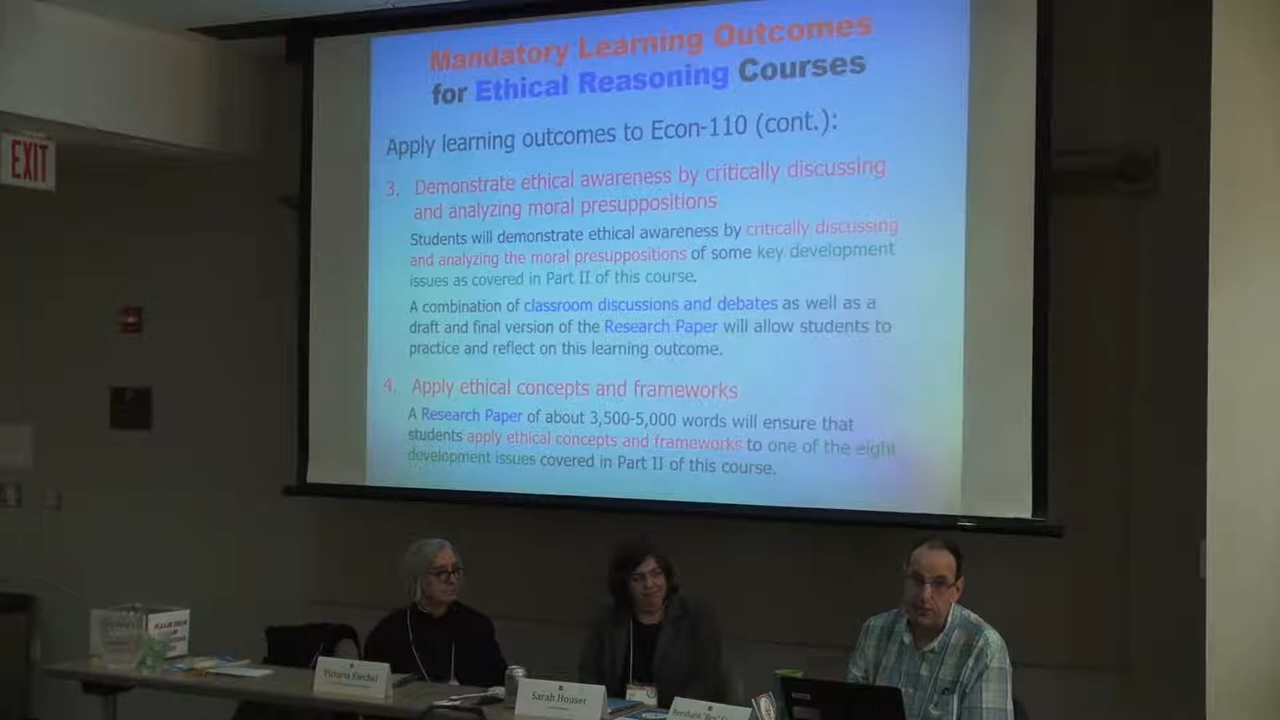 Mandatory Learning Outcomes
for Ethical Reasoning Courses
EXIT
Apply learning outcomes to Econ-110 (cont.):
3. Demonstrate ethical awareness by critically discussing
and analyzing moral presuppositions
Students will demonstrate ethical awareness by critically discussing
and analyzing the moral presuppositions of some key development
issues as covered in Part II of this course.
A combination of classroom discussions and debates as well as a
draft and final version of the Research Paper will allow students to
practice and reflect on this learning outcome.
4. Apply ethical concepts and frameworks
A Research Paper of about 3,500-5,000 words will ensure that
students apply ethical concepts and frameworks to one of the eight
development issues covered in Part II of this course.
Victoria Kiechel
Sarah Houser